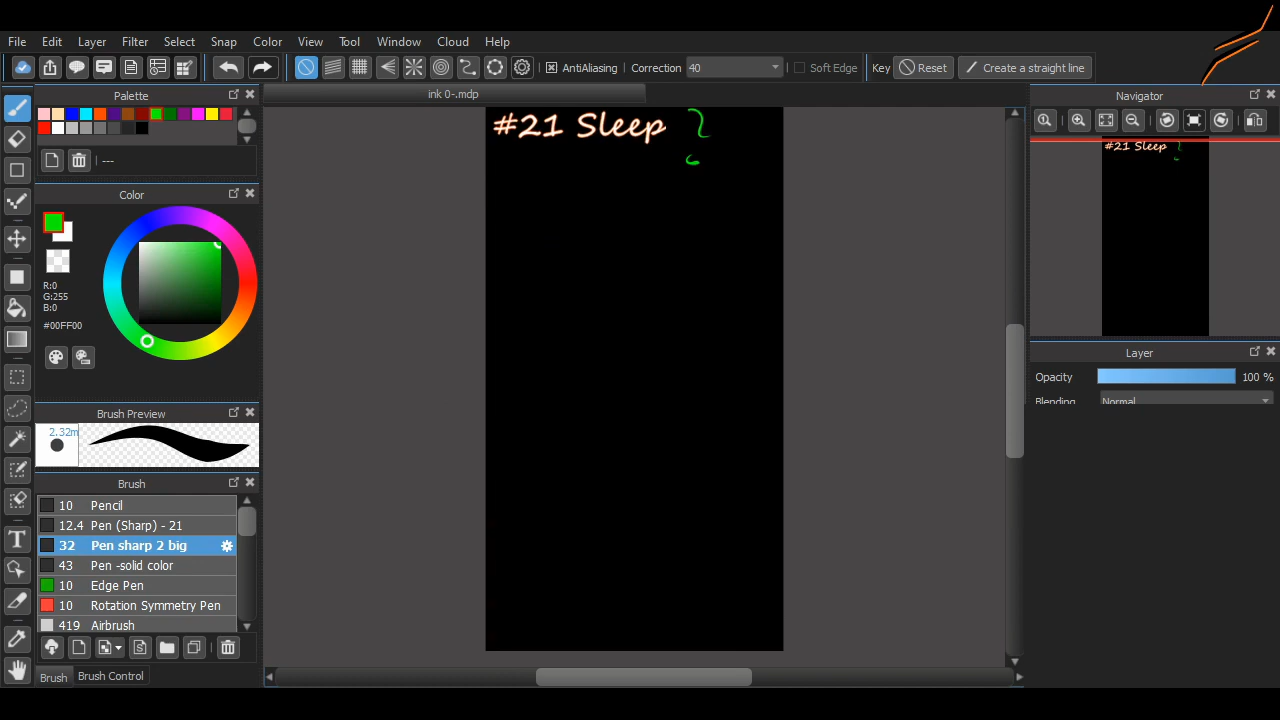 File Edit Layer Filter Select Snap Color View Tool Window Cloud Help
AntiAliasing Correction 40 Soft Edge Key Reset Create a straight line
Palette
ink 0-.mdp
Navigator
---
#21 Sleep
#21 Sleep
Color
R:0
G:255
B:0
#00FF00
Layer
Opacity 100 %
Blending Normal
Brush Preview
2.32m
Brush
10 Pencil
12.4 Pen (Sharp) - 21
32 Pen sharp 2 big
43 Pen -solid color
10 Edge Pen
10 Rotation Symmetry Pen
419 Airbrush
Brush Brush Control